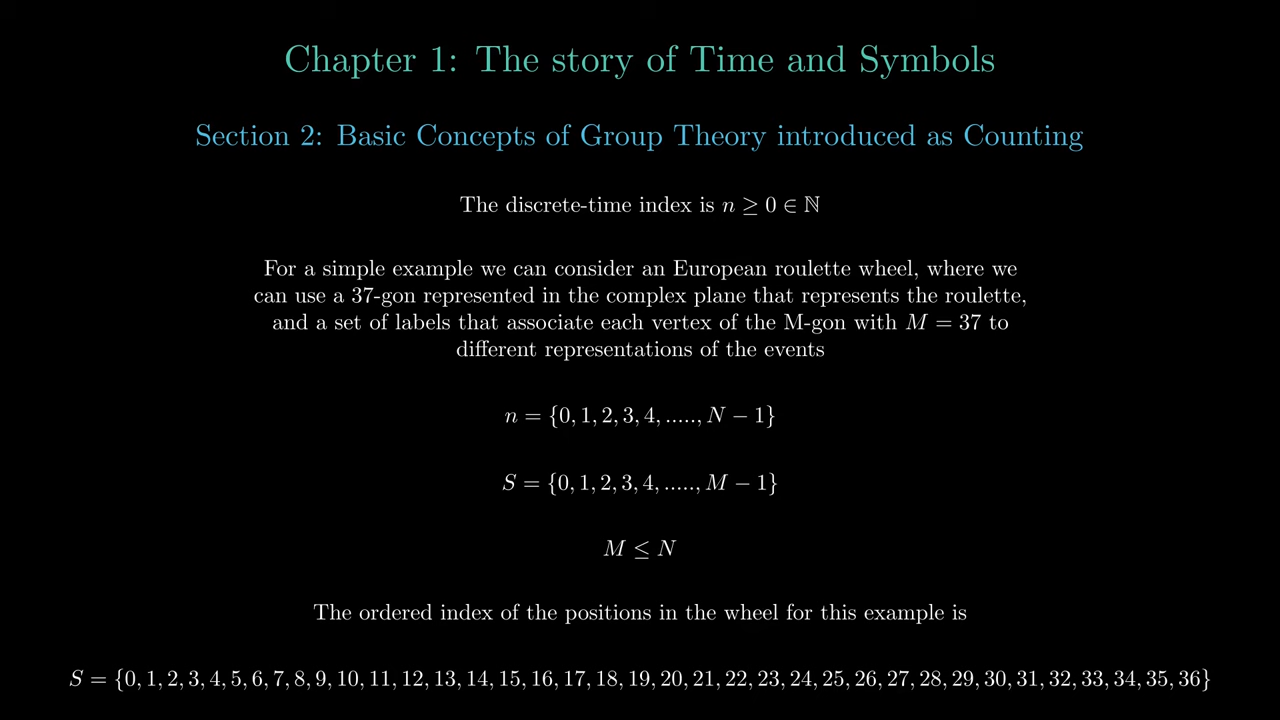 Chapter 1: The story of Time and Symbols
Section 2: Basic Concepts of Group Theory introduced as Counting
The discrete-time index is n ≥ 0 ∈ ℕ
For a simple example we can consider an European roulette wheel, where we
can use a 37-gon represented in the complex plane that represents the roulette,
and a set of labels that associate each vertex of the M-gon with M = 37 to
different representations of the events
n = {0, 1, 2, 3, 4, ....., N − 1}
S = {0, 1, 2, 3, 4, ....., M − 1}
M ≤ N
The ordered index of the positions in the wheel for this example is
S = {0, 1, 2, 3, 4, 5, 6, 7, 8, 9, 10, 11, 12, 13, 14, 15, 16, 17, 18, 19, 20, 21, 22, 23, 24, 25, 26, 27, 28, 29, 30, 31, 32, 33, 34, 35, 36}